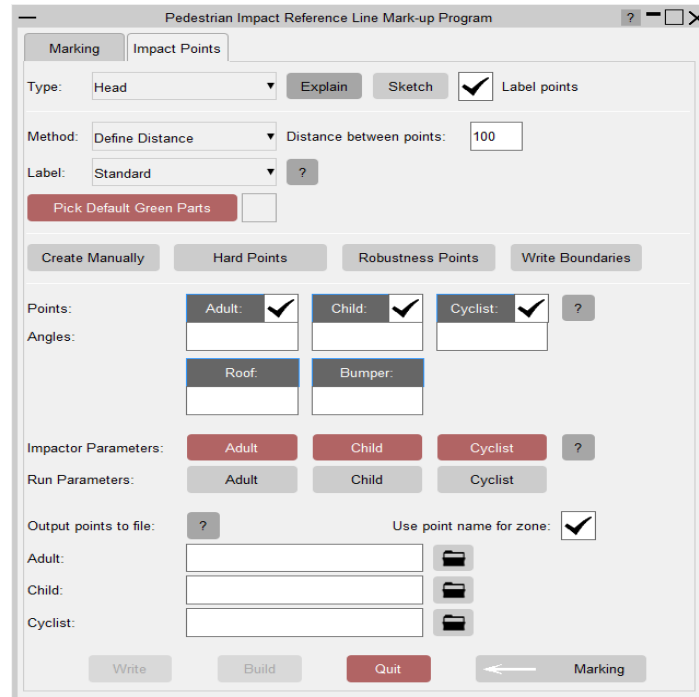 Pedestrian Impact Reference Line Mark-up Program ?
Marking Impact Points
Type: Head Explain Sketch Label points
Method: Define Distance Distance between points: 100
Label: Standard ?
Pick Default Green Parts
Create Manually Hard Points Robustness Points Write Boundaries
Points: Adult: Child: Cyclist: ?
Angles:
Roof: Bumper:
Impactor Parameters: Adult Child Cyclist ?
Run Parameters: Adult Child Cyclist
Output points to file: ? Use point name for zone:
Adult:
Child:
Cyclist:
Write Build Quit Marking